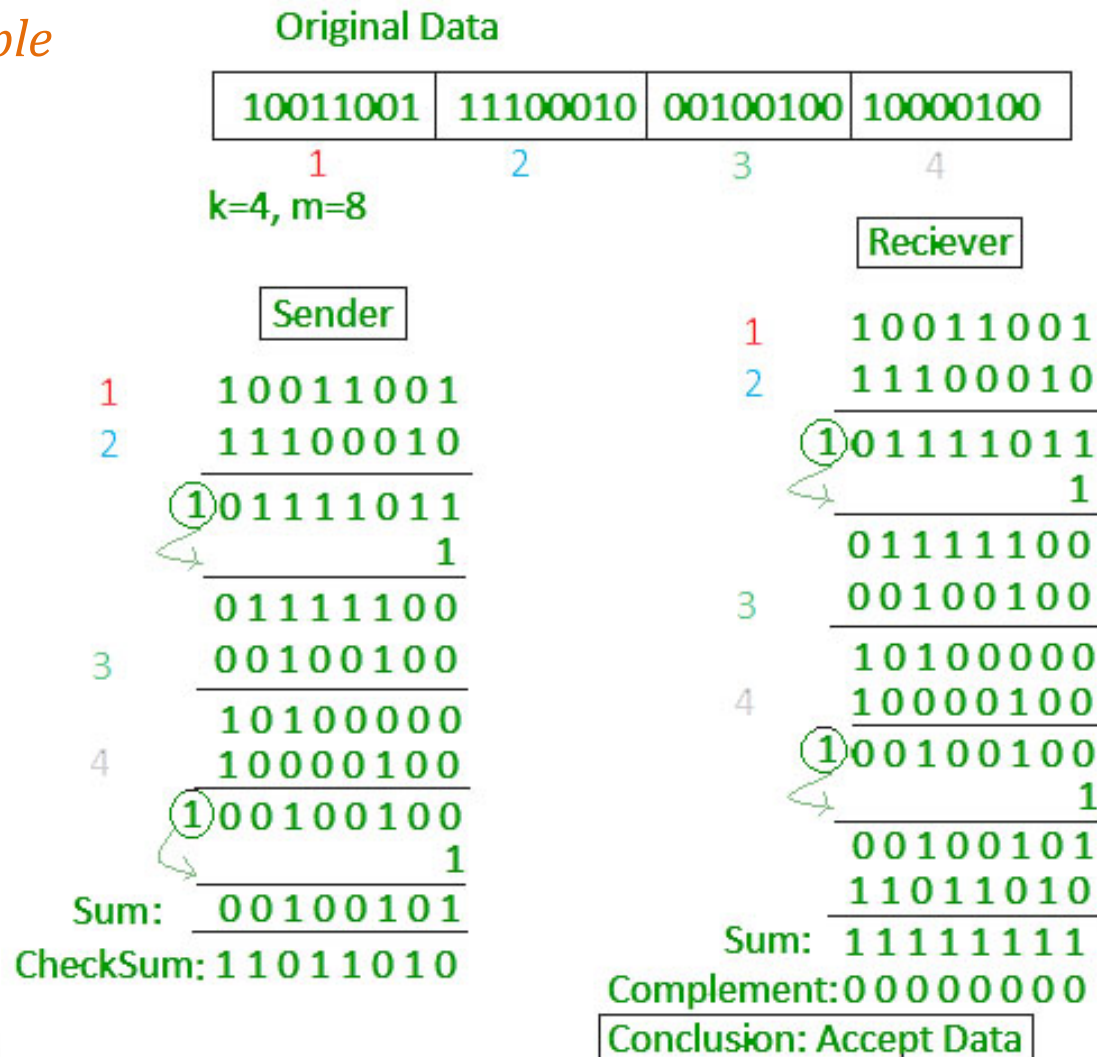 Original Data
10011001 11100010 00100100 10000100
1 2 3 4
k=4, m=8
Sender
1 10011001
2 11100010
1 01111011
1
01111100
3 00100100
10100000
4 10000100
1 00100100
1
Sum: 00100101
CheckSum: 11011010
Reciever
1 10011001
2 11100010
1 01111011
1
01111100
3 00100100
10100000
4 10000100
1 00100100
1
00100101
11011010
Sum: 11111111
Complement: 00000000
Conclusion: Accept Data